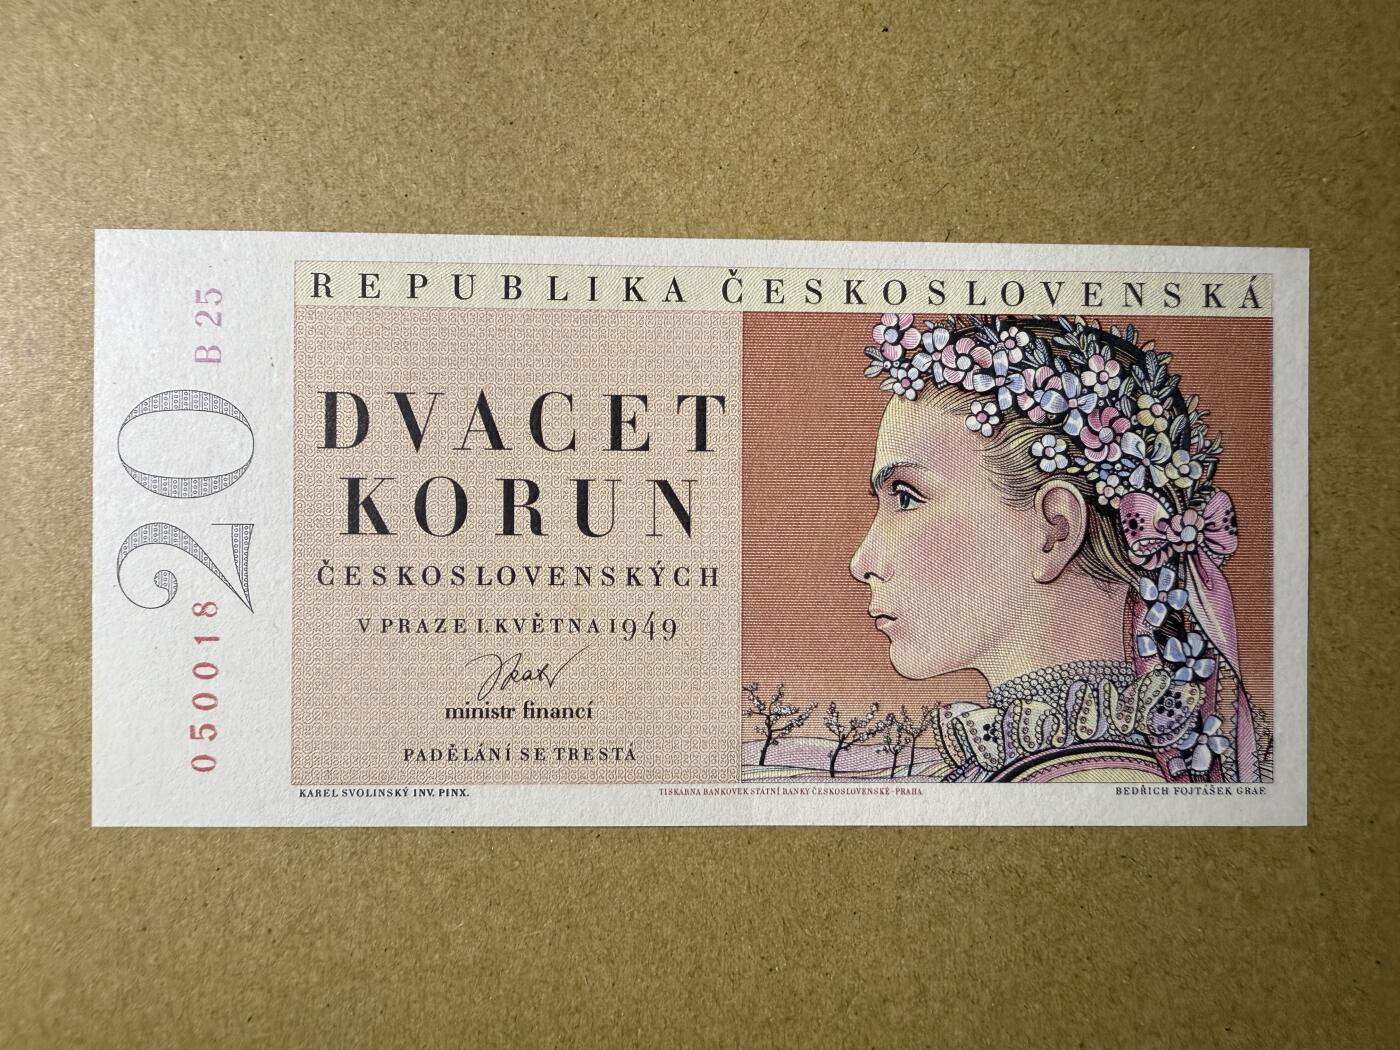 REPUBLIKA ČESKOSLOVENSKÁ
B 25
20
050018
DVACET
KORUN
ČESKOSLOVENSKÝCH
V PRAZE 1. KVĚTNA 1949
ministr financí
PADĚLÁNÍ SE TRESTÁ
KAREL SVOLINSKÝ INV. PINX.
TISKÁRNA BANKOVEK STÁTNÍ BANKY ČESKOSLOVENSKÉ-PRAHA
BEDŘICH FOJTÁŠEK GRAF.